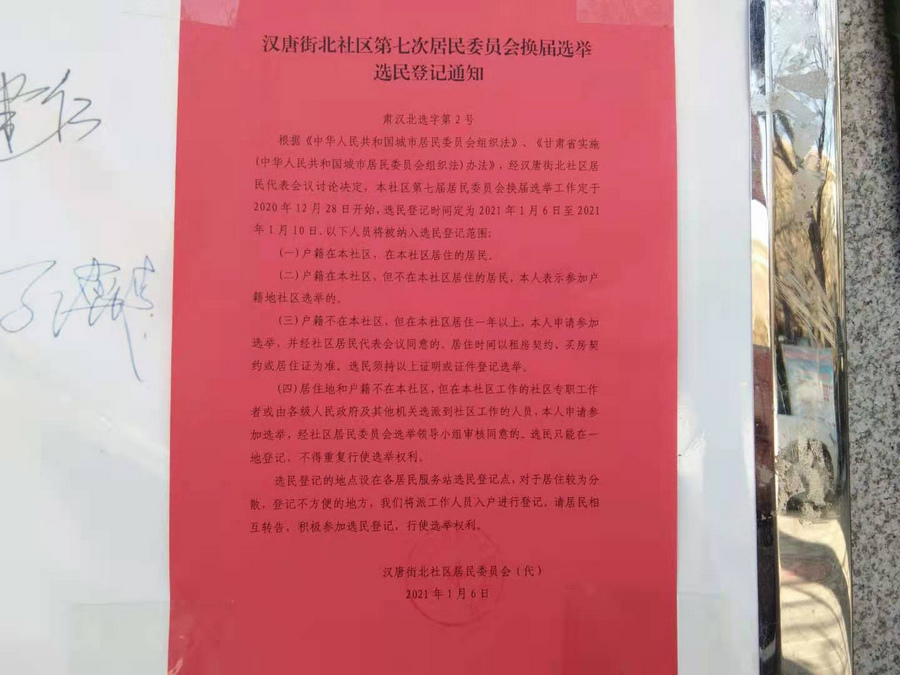 汉唐街北社区第七次居民委员会换届选举
选民登记通知
肃汉北选字第2号
根据《中华人民共和国城市居民委员会组织法》、《甘肃省实施
(中华人民共和国城市居民委员会组织法)办法》，经汉唐街北社区居
民代表会议讨论决定，本社区第七届居民委员会换届选举工作定于
2020年12月28日开始，选民登记时间定为2021年1月6日至2021
年1月10日，以下人员将被纳入选民登记范围：
(一)户籍在本社区，在本社区居住的居民。
(二)户籍在本社区，但不在本社区居住的居民，本人表示参加户
籍地社区选举的。
(三)户籍不在本社区，但在本社区居住一年以上，本人申请参加
选举，并经社区居民代表会议同意的。居住时间以租房契约、买房契
约或居住证为准。选民须持以上证明或证件登记选举。
(四)居住地和户籍不在本社区，但在本社区工作的社区专职工作
者或由各级人民政府及其他机关选派到社区工作的人员，本人申请参
加选举，经社区居民委员会选举领导小组审核同意的。选民只能在一
地登记，不得重复行使选举权利。
选民登记的地点设在各居民服务站选民登记点，对于居住较为分
散，登记不方便的地方，我们将派工作人员入户进行登记，请居民相
互转告，积极参加选民登记，行使选举权利。
汉唐街北社区居民委员会（代）
2021年1月6日